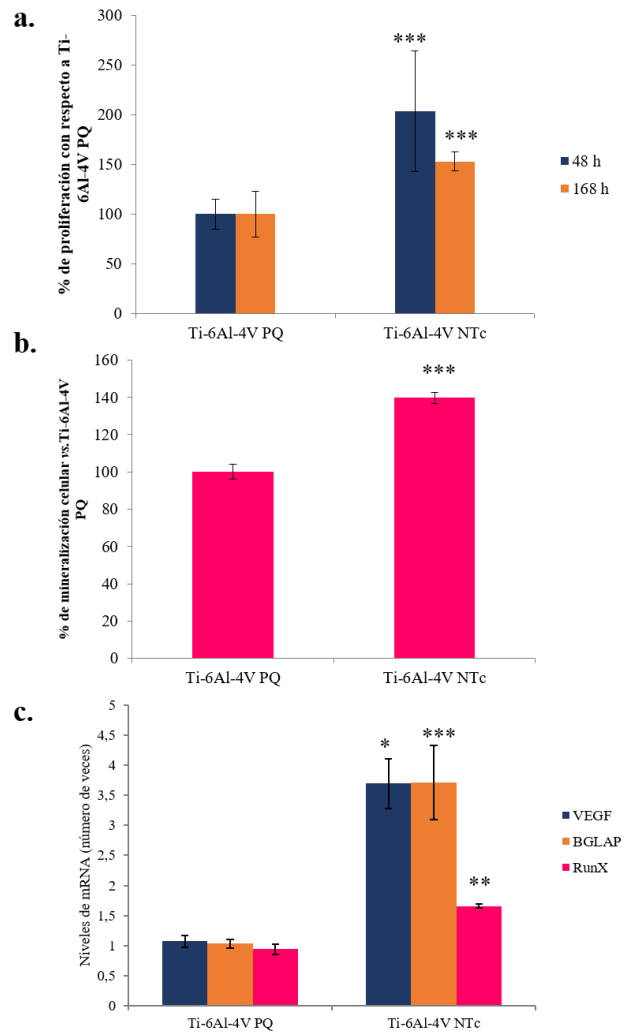 a.
% de proliferación con respecto a Ti-
6Al-4V PQ
300
250
200
150
100
50
0
***
***
Ti-6Al-4V PQ
Ti-6Al-4V NTc
48 h
168 h
b.
% de mineralización celular vs.Ti-6Al-4V
PQ
160
140
120
100
80
60
40
20
0
***
Ti-6Al-4V PQ
Ti-6Al-4V NTc
c.
Niveles de mRNA (número de veces)
5
4,5
4
3,5
3
2,5
2
1,5
1
0,5
0
*
***
**
Ti-6Al-4V PQ
Ti-6Al-4V NTc
VEGF
BGLAP
RunX